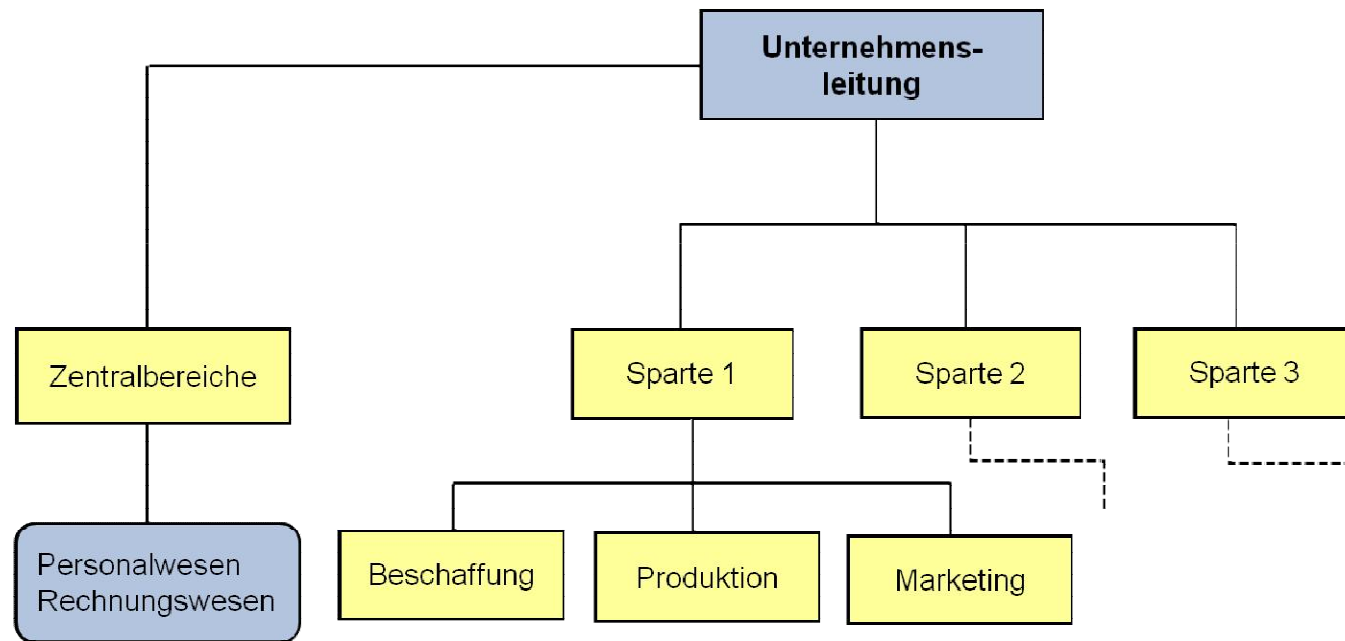 Unternehmens-
leitung
Zentralbereiche
Sparte 1
Sparte 2
Sparte 3
Personalwesen
Rechnungswesen
Beschaffung
Produktion
Marketing